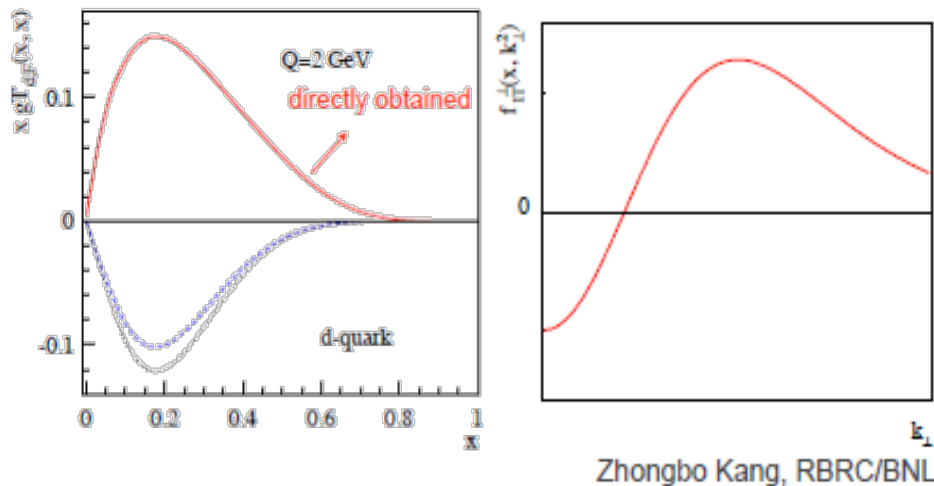 x gT_{d,F}(x, x)
0.1
0
-0.1
Q=2 GeV
directly obtained
d-quark
0 0.2 0.4 0.6 0.8 1
x
0
k⊥
Zhongbo Kang, RBRC/BNL